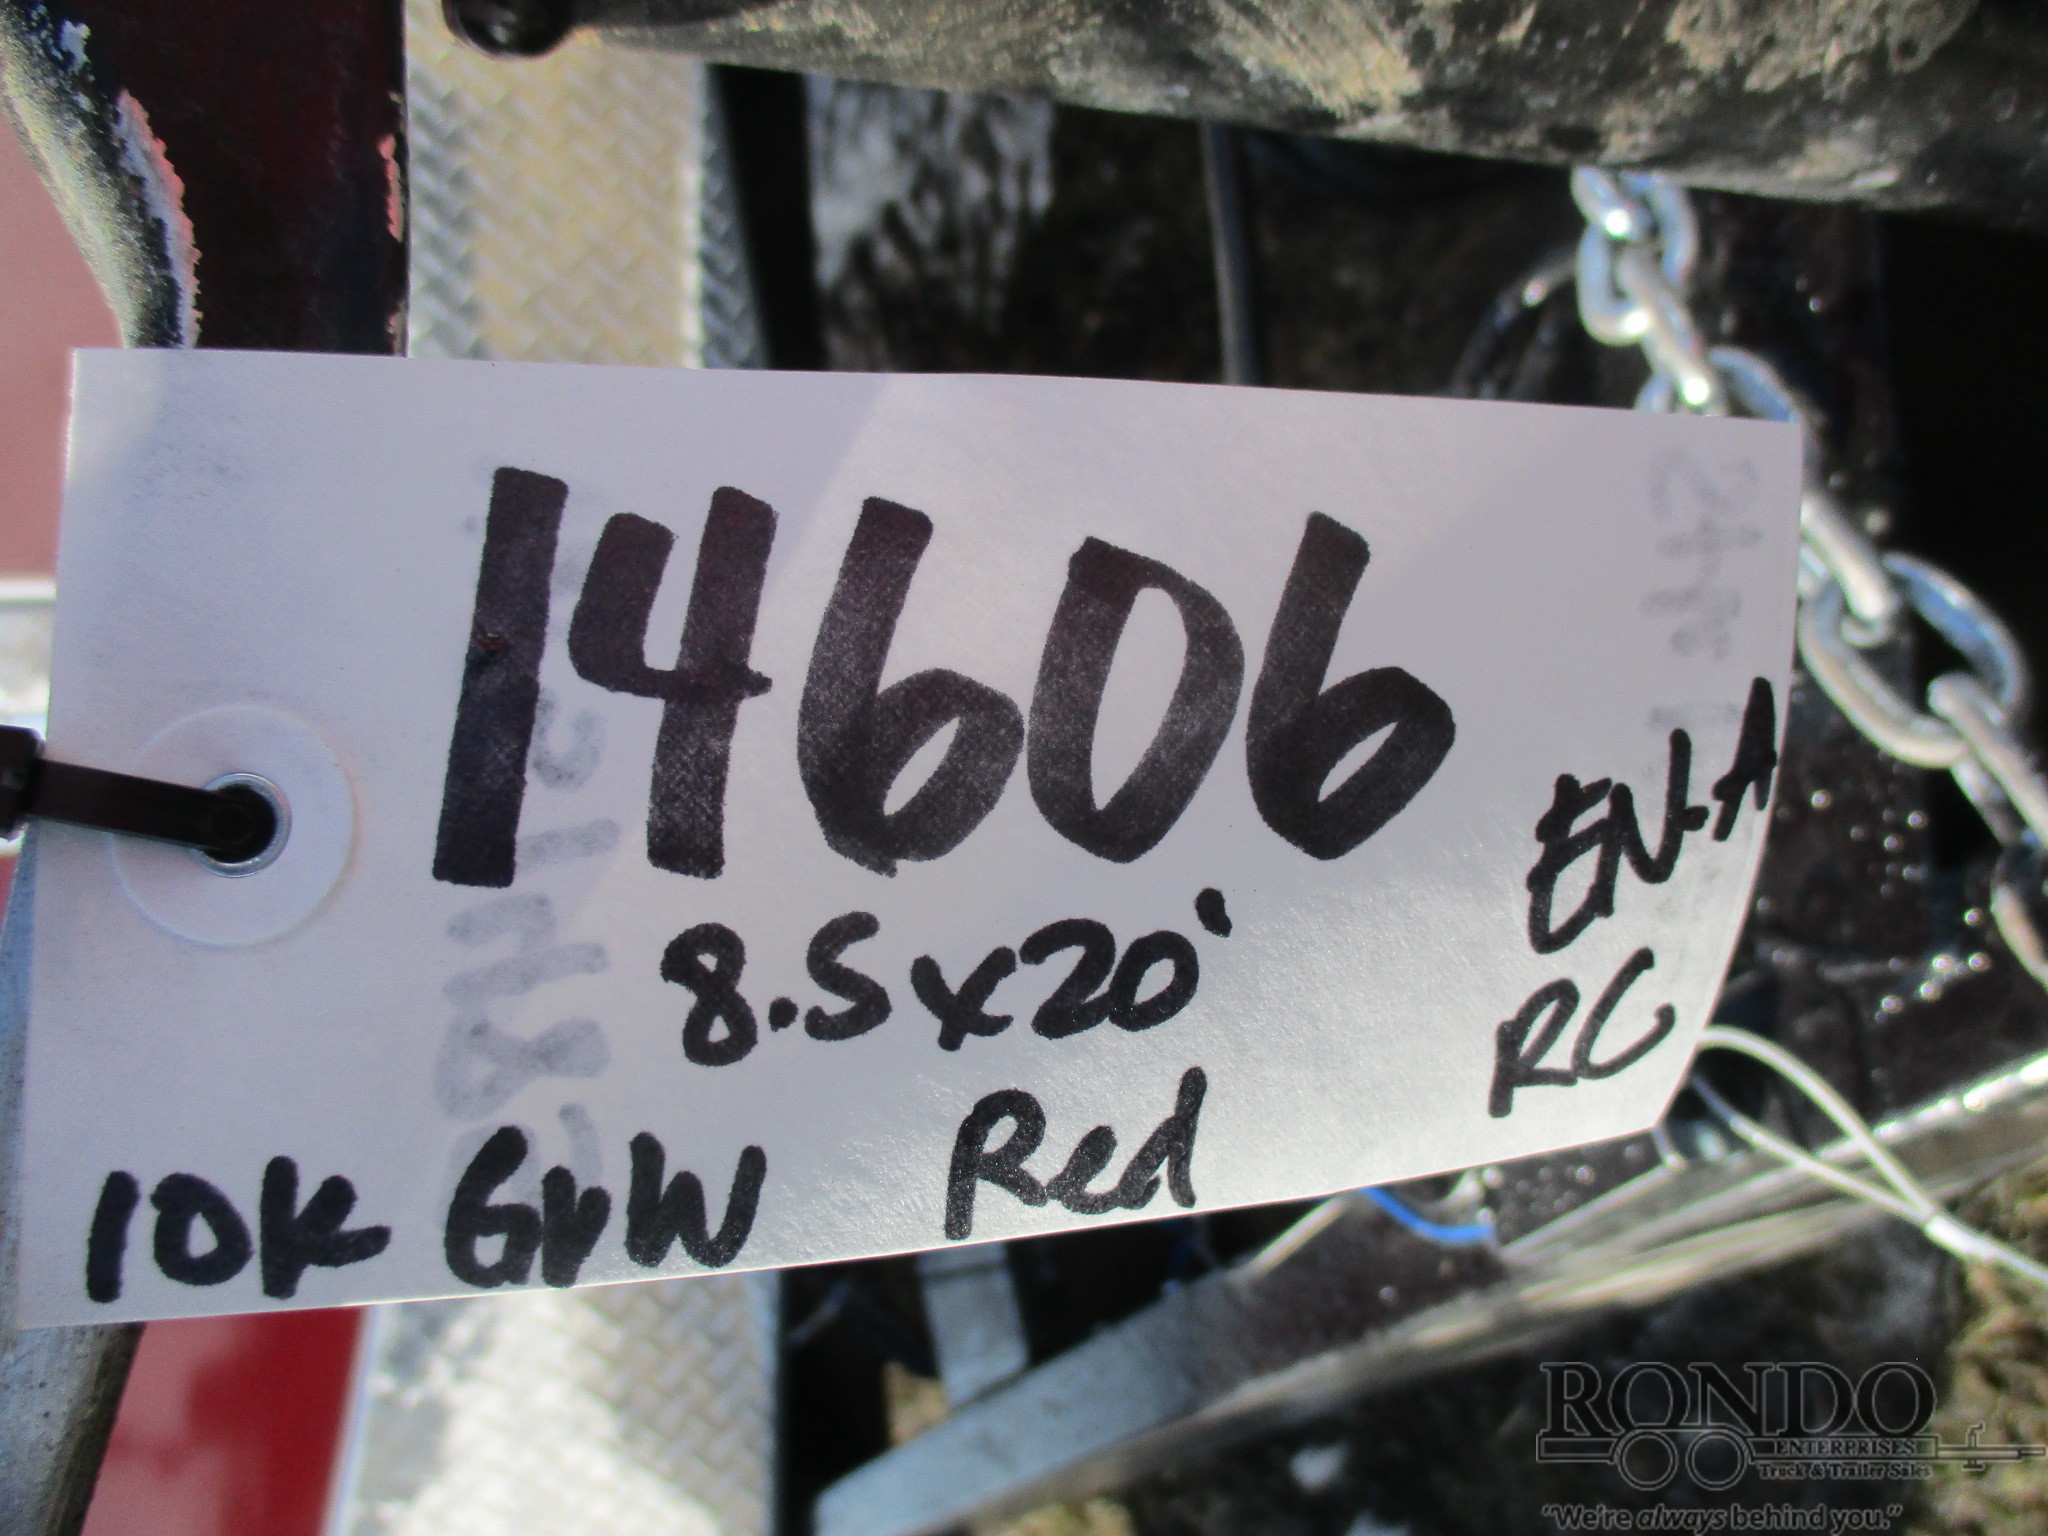 14606
8.5x20'
10K GVW Red
EN-A
RC
RONDO
ENTERPRISES
Truck & Trailer Sales
"We're always behind you."